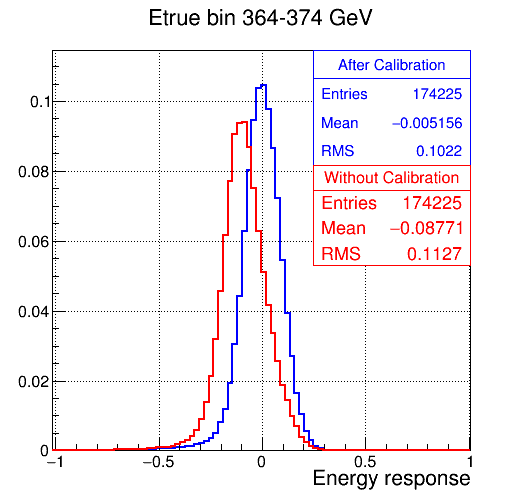 Etrue bin 364-374 GeV
After Calibration
Entries 174225
Mean −0.005156
RMS 0.1022
Without Calibration
Entries 174225
Mean −0.08771
RMS 0.1127
0.1
0.08
0.06
0.04
0.02
0
−1 −0.5 0 0.5 1
Energy response